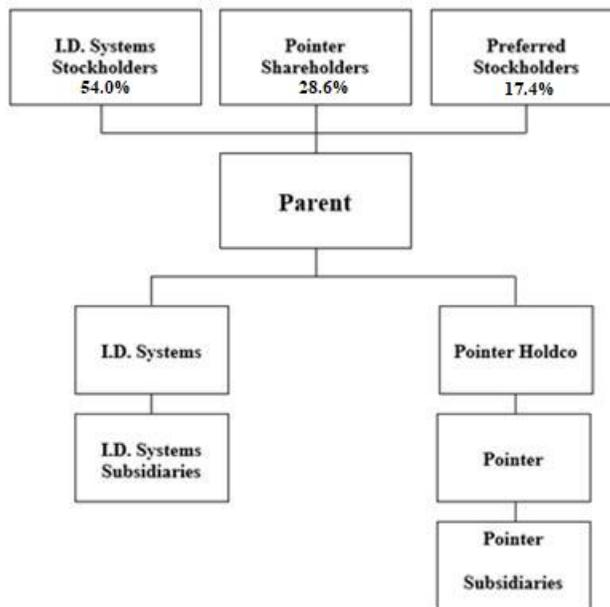 I.D. Systems
Stockholders
54.0%
Pointer
Shareholders
28.6%
Preferred
Stockholders
17.4%
Parent
I.D. Systems
Pointer Holdco
I.D. Systems
Subsidiaries
Pointer
Pointer
Subsidiaries